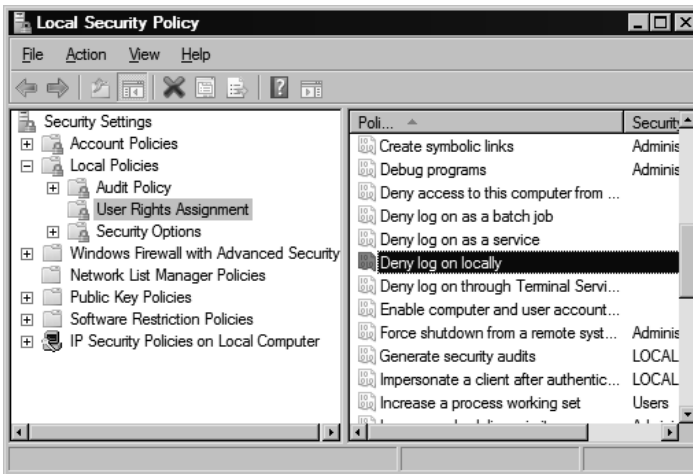 Local Security Policy
File Action View Help
Security Settings
Account Policies
Local Policies
Audit Policy
User Rights Assignment
Security Options
Windows Firewall with Advanced Security
Network List Manager Policies
Public Key Policies
Software Restriction Policies
IP Security Policies on Local Computer
Poli... Securit
Create symbolic links Adminis
Debug programs Adminis
Deny access to this computer from ...
Deny log on as a batch job
Deny log on as a service
Deny log on locally
Deny log on through Terminal Servi...
Enable computer and user account...
Force shutdown from a remote syst... Adminis
Generate security audits LOCAL
Impersonate a client after authentic... LOCAL
Increase a process working set Users